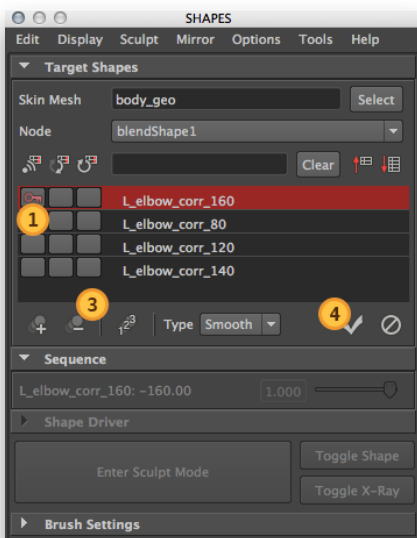 SHAPES
Edit Display Sculpt Mirror Options Tools Help
Target Shapes
Skin Mesh body_geo Select
Node blendShape1
Clear
L_elbow_corr_160
1
L_elbow_corr_80
L_elbow_corr_120
L_elbow_corr_140
3 4
123 Type Smooth
Sequence
L_elbow_corr_160: -160.00 1.000
Shape Driver
Enter Sculpt Mode Toggle Shape
Toggle X-Ray
Brush Settings